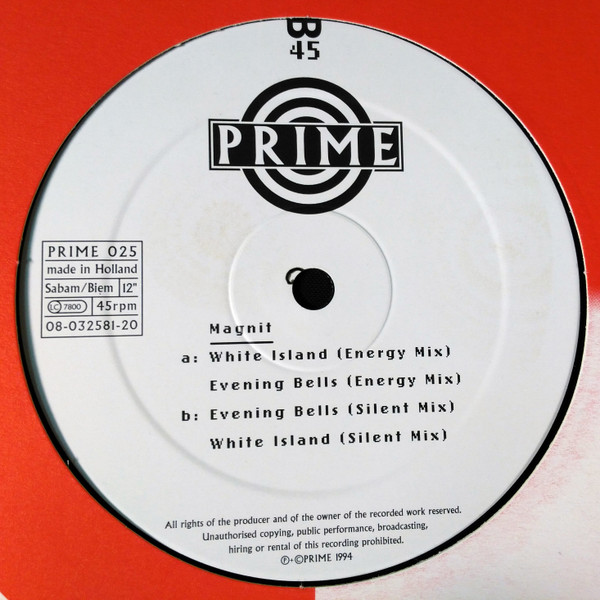 B
45
PRIME
PRIME 025
made in Holland
Sabam/Biem 12"
LC 7800 45rpm
08-032581-20
Magnit
a: White Island (Energy Mix)
Evening Bells (Energy Mix)
b: Evening Bells (Silent Mix)
White Island (Silent Mix)
All rights of the producer and of the owner of the recorded work reserved.
Unauthorised copying, public performance, broadcasting,
hiring or rental of this recording prohibited.
℗+©PRIME 1994